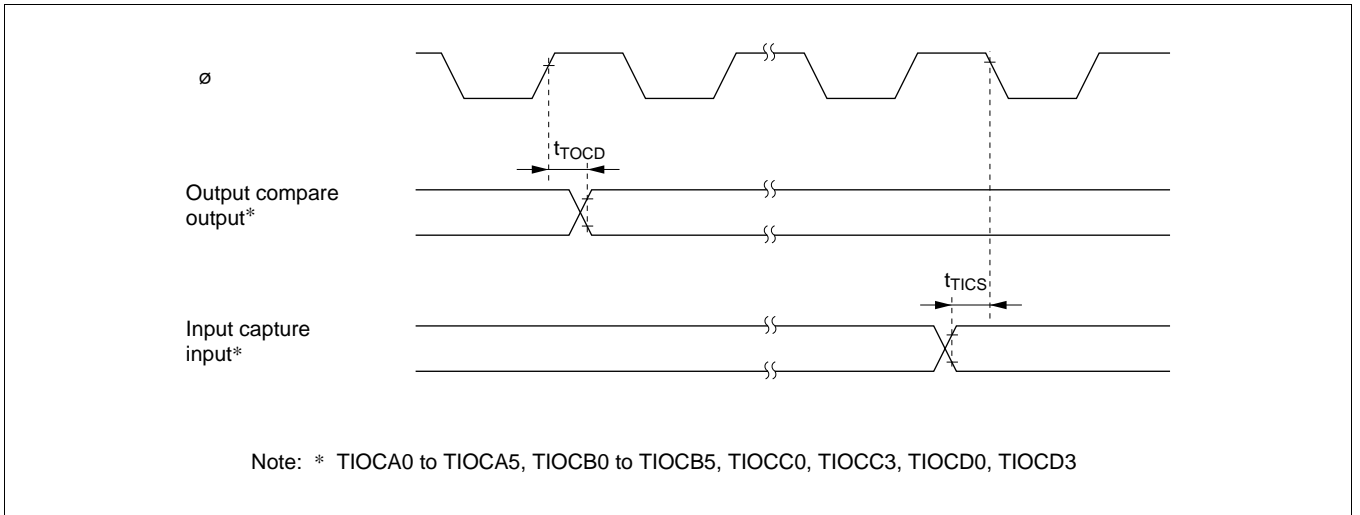 ø
tTOCD
Output compare
output*
tTICS
Input capture
input*
Note: * TIOCA0 to TIOCA5, TIOCB0 to TIOCB5, TIOCC0, TIOCC3, TIOCD0, TIOCD3